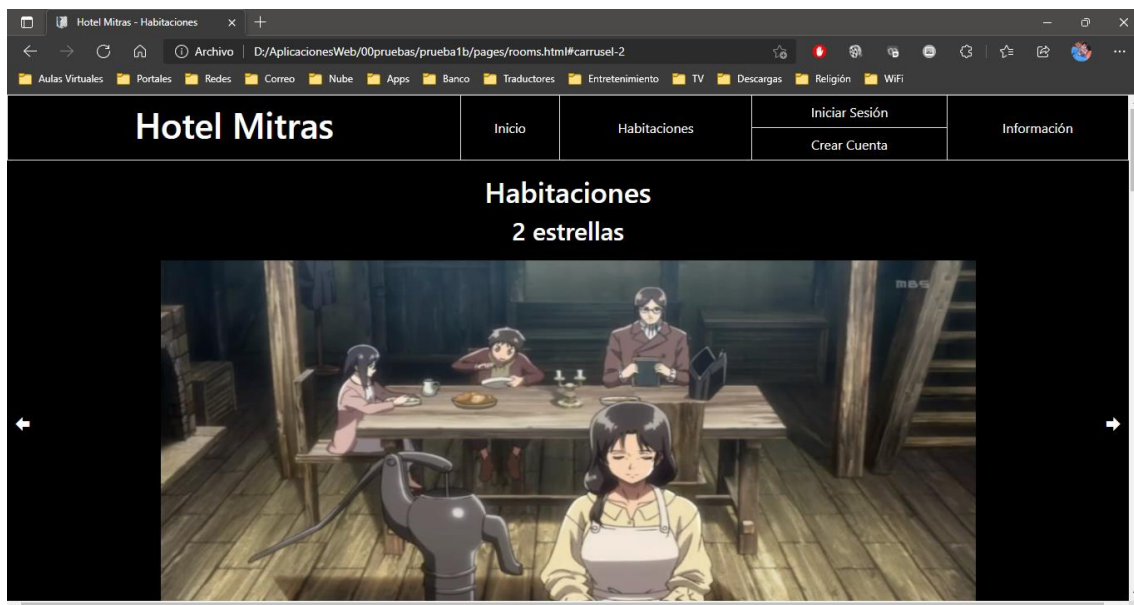 Hotel Mitras - Habitaciones
Archivo D:/AplicacionesWeb/00pruebas/prueba1b/pages/rooms.html#carrusel-2
Aulas Virtuales Portales Redes Correo Nube Apps Banco Traductores Entretenimiento TV Descargas Religión WiFi
Hotel Mitras
Inicio
Habitaciones
Iniciar Sesión
Crear Cuenta
Información
Habitaciones
2 estrellas
MBS